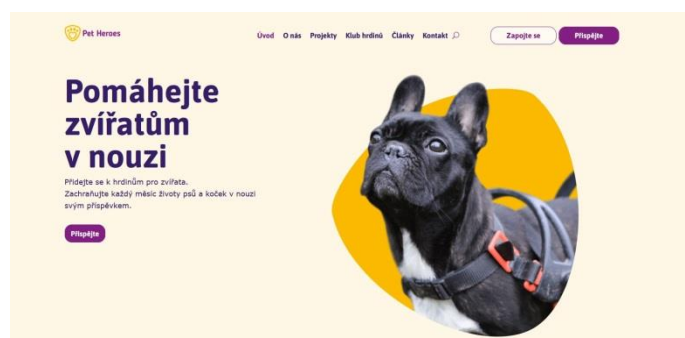 Pet Heroes
Úvod O nás Projekty Klub hrdinů Články Kontakt
Zapojte se
Přispějte
Pomáhejte
zvířatům
v nouzi
Přidejte se k hrdinům pro zvířata.
Zachraňujte každý měsíc životy psů a koček v nouzi
svým příspěvkem.
Přispějte